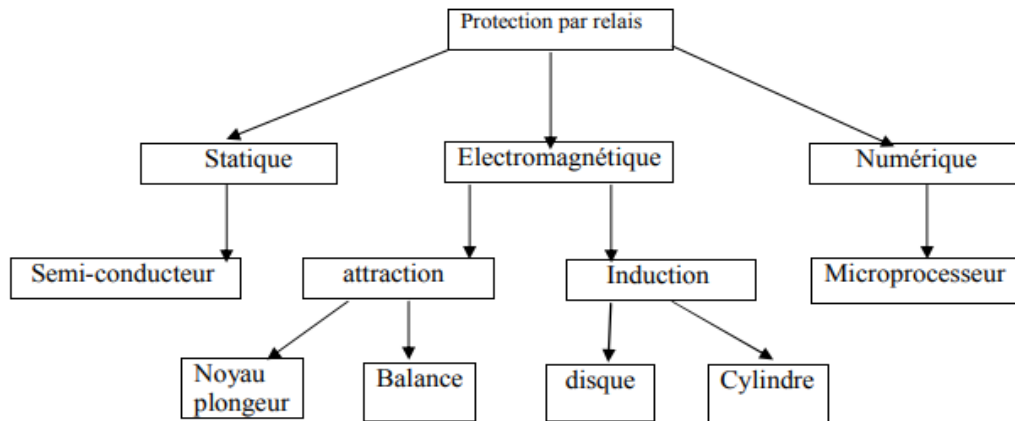 Protection par relais
Statique
Electromagnétique
Numérique
Semi-conducteur
attraction
Induction
Microprocesseur
Noyau
plongeur
Balance
disque
Cylindre